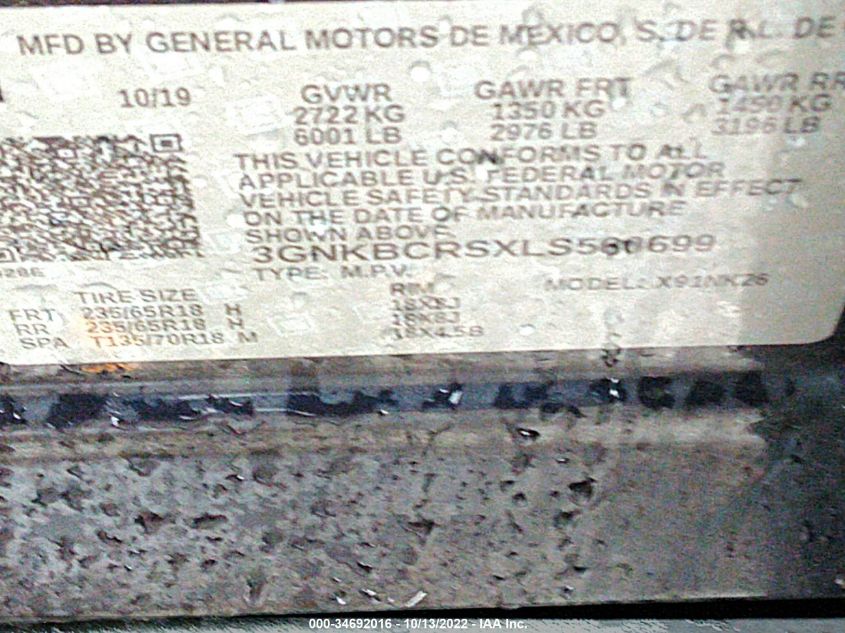 MFD BY GENERAL MOTORS DE MEXICO, S. DE R.L. DE
10/19 GVWR GAWR FRT GAWR RR
2722 KG 1350 KG 1450 KG
6001 LB 2976 LB 3196 LB
THIS VEHICLE CONFORMS TO ALL
APPLICABLE U.S. FEDERAL MOTOR
VEHICLE SAFETY STANDARDS IN EFFECT
ON THE DATE OF MANUFACTURE
SHOWN ABOVE
TYPE: M.P.V. MODEL: X91NK26
TIRE SIZE RIM
FRT 235/65R18 H 18X8J
RR 235/65R18 H 18X8J
SPA T135/70R18 M 18X4.5B
000-34692016 - 10/13/2022 - IAA Inc.